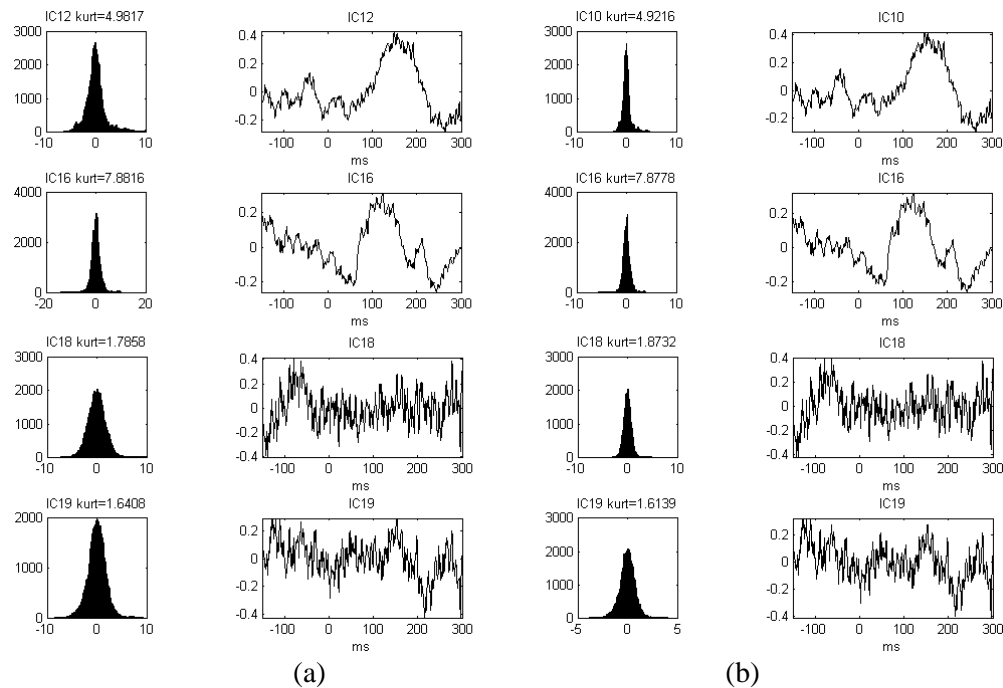 IC12 kurt=4.9817 IC12 IC10 kurt=4.9216 IC10
3000 0.4 3000 0.4
2000 0.2 2000 0.2
1000 0 1000 0
0 -0.2 0 -0.2
-10 0 10 -100 0 100 200 300 -10 0 10 -100 0 100 200 300
ms ms
IC16 kurt=7.8816 IC16 IC16 kurt=7.8778 IC16
4000 0.2 4000 0.2
2000 0 2000 0
0 -0.2 0 -0.2
-20 0 20 -100 0 100 200 300 -10 0 10 -100 0 100 200 300
ms ms
IC18 kurt=1.7858 IC18 IC18 kurt=1.8732 IC18
3000 0.4 3000 0.4
2000 0.2 2000 0.2
1000 0 1000 0
-0.2 -0.2
0 -0.4 0 -0.4
-10 0 10 -100 0 100 200 300 -10 0 10 -100 0 100 200 300
ms ms
IC19 kurt=1.6408 IC19 IC19 kurt=1.6139 IC19
2000 0.2 3000 0.2
1000 0 2000 0
-0.2 1000 -0.2
0 -0.4 0 -0.4
-10 0 10 -100 0 100 200 300 -5 0 5 -100 0 100 200 300
ms ms
(a) (b)